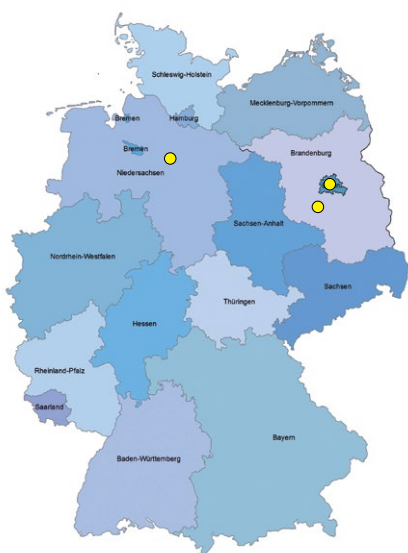 Schleswig-Holstein
Mecklenburg-Vorpommern
Bremen
Hamburg
Bremen
Brandenburg
Niedersachsen
Sachsen-Anhalt
Nordrhein-Westfalen
Sachsen
Thüringen
Hessen
Rheinland-Pfalz
Saarland
Bayern
Baden-Württemberg